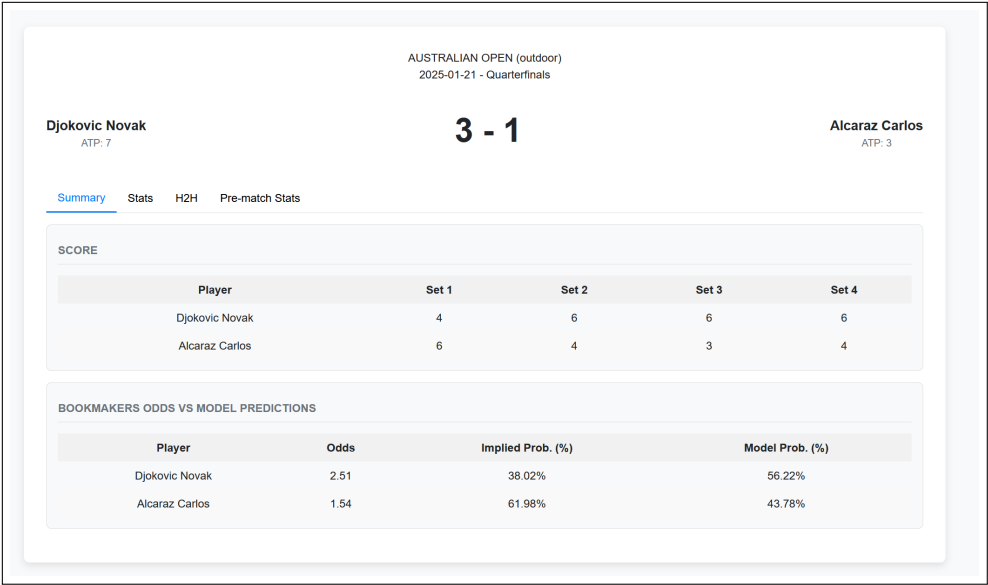 AUSTRALIAN OPEN (outdoor)
2025-01-21 - Quarterfinals
Djokovic Novak 3 - 1 Alcaraz Carlos
ATP: 7 ATP: 3
Summary Stats H2H Pre-match Stats
SCORE
Player Set 1 Set 2 Set 3 Set 4
Djokovic Novak 4 6 6 6
Alcaraz Carlos 6 4 3 4
BOOKMAKERS ODDS VS MODEL PREDICTIONS
Player Odds Implied Prob. (%) Model Prob. (%)
Djokovic Novak 2.51 38.02% 56.22%
Alcaraz Carlos 1.54 61.98% 43.78%